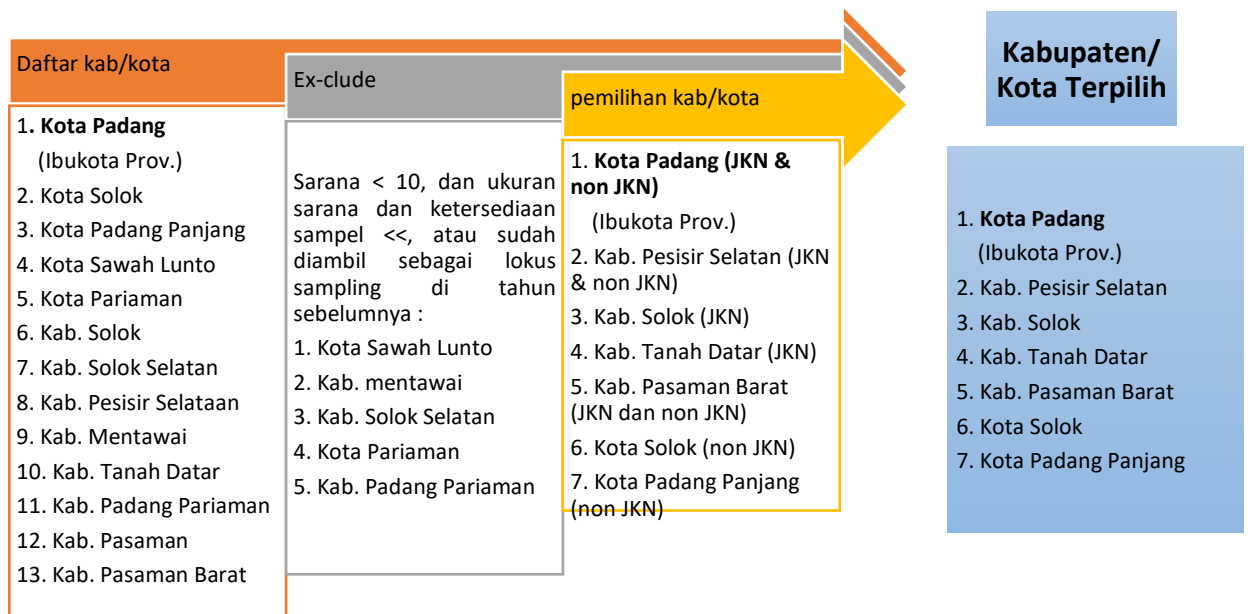 Daftar kab/kota
1. Kota Padang
(Ibukota Prov.)
2. Kota Solok
3. Kota Padang Panjang
4. Kota Sawah Lunto
5. Kota Pariaman
6. Kab. Solok
7. Kab. Solok Selatan
8. Kab. Pesisir Selataan
9. Kab. Mentawai
10. Kab. Tanah Datar
11. Kab. Padang Pariaman
12. Kab. Pasaman
13. Kab. Pasaman Barat
Ex-clude
Sarana < 10, dan ukuran
sarana dan ketersediaan
sampel <<, atau sudah
diambil sebagai lokus
sampling di tahun
sebelumnya :
1. Kota Sawah Lunto
2. Kab. mentawai
3. Kab. Solok Selatan
4. Kota Pariaman
5. Kab. Padang Pariaman
pemilihan kab/kota
1. Kota Padang (JKN &
non JKN)
(Ibukota Prov.)
2. Kab. Pesisir Selatan (JKN
& non JKN)
3. Kab. Solok (JKN)
4. Kab. Tanah Datar (JKN)
5. Kab. Pasaman Barat
(JKN dan non JKN)
6. Kota Solok (non JKN)
7. Kota Padang Panjang
(non JKN)
Kabupaten/
Kota Terpilih
1. Kota Padang
(Ibukota Prov.)
2. Kab. Pesisir Selatan
3. Kab. Solok
4. Kab. Tanah Datar
5. Kab. Pasaman Barat
6. Kota Solok
7. Kota Padang Panjang